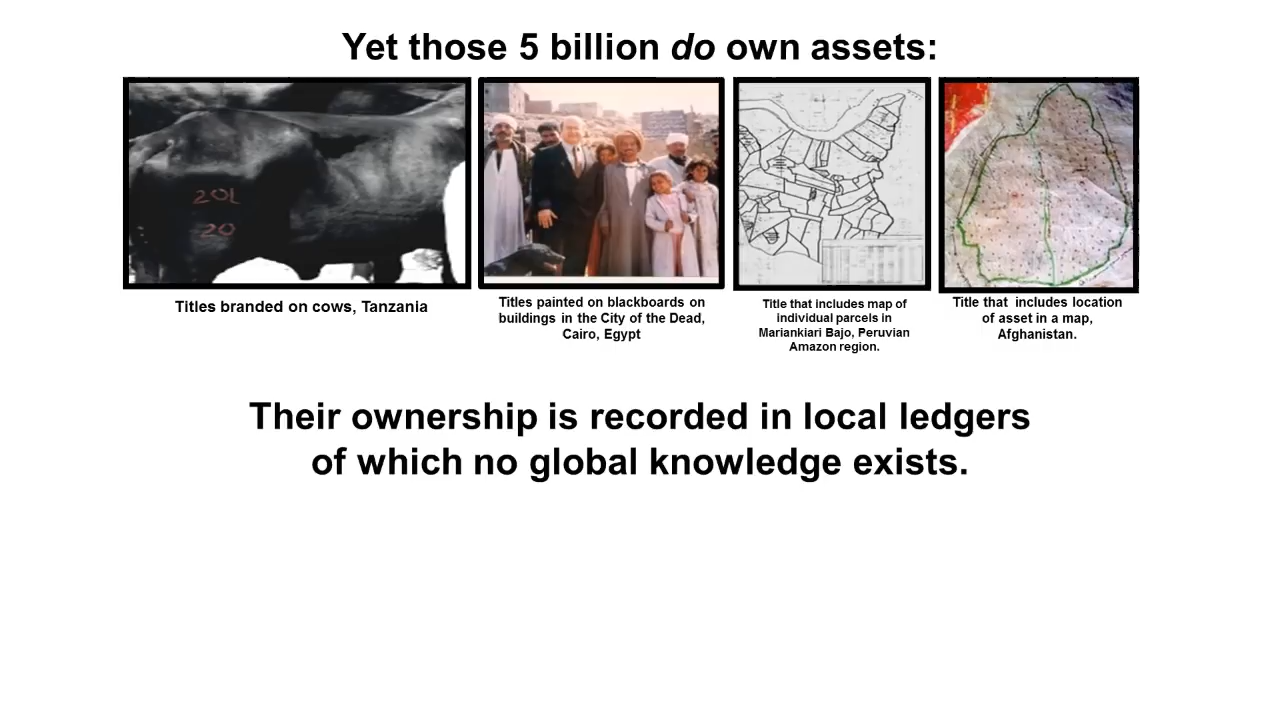 Yet those 5 billion do own assets:
201
20
Titles branded on cows, Tanzania
Titles painted on blackboards on
buildings in the City of the Dead,
Cairo, Egypt
Title that includes map of
individual parcels in
Mariankiari Bajo, Peruvian
Amazon region.
Title that includes location
of asset in a map,
Afghanistan.
Their ownership is recorded in local ledgers
of which no global knowledge exists.